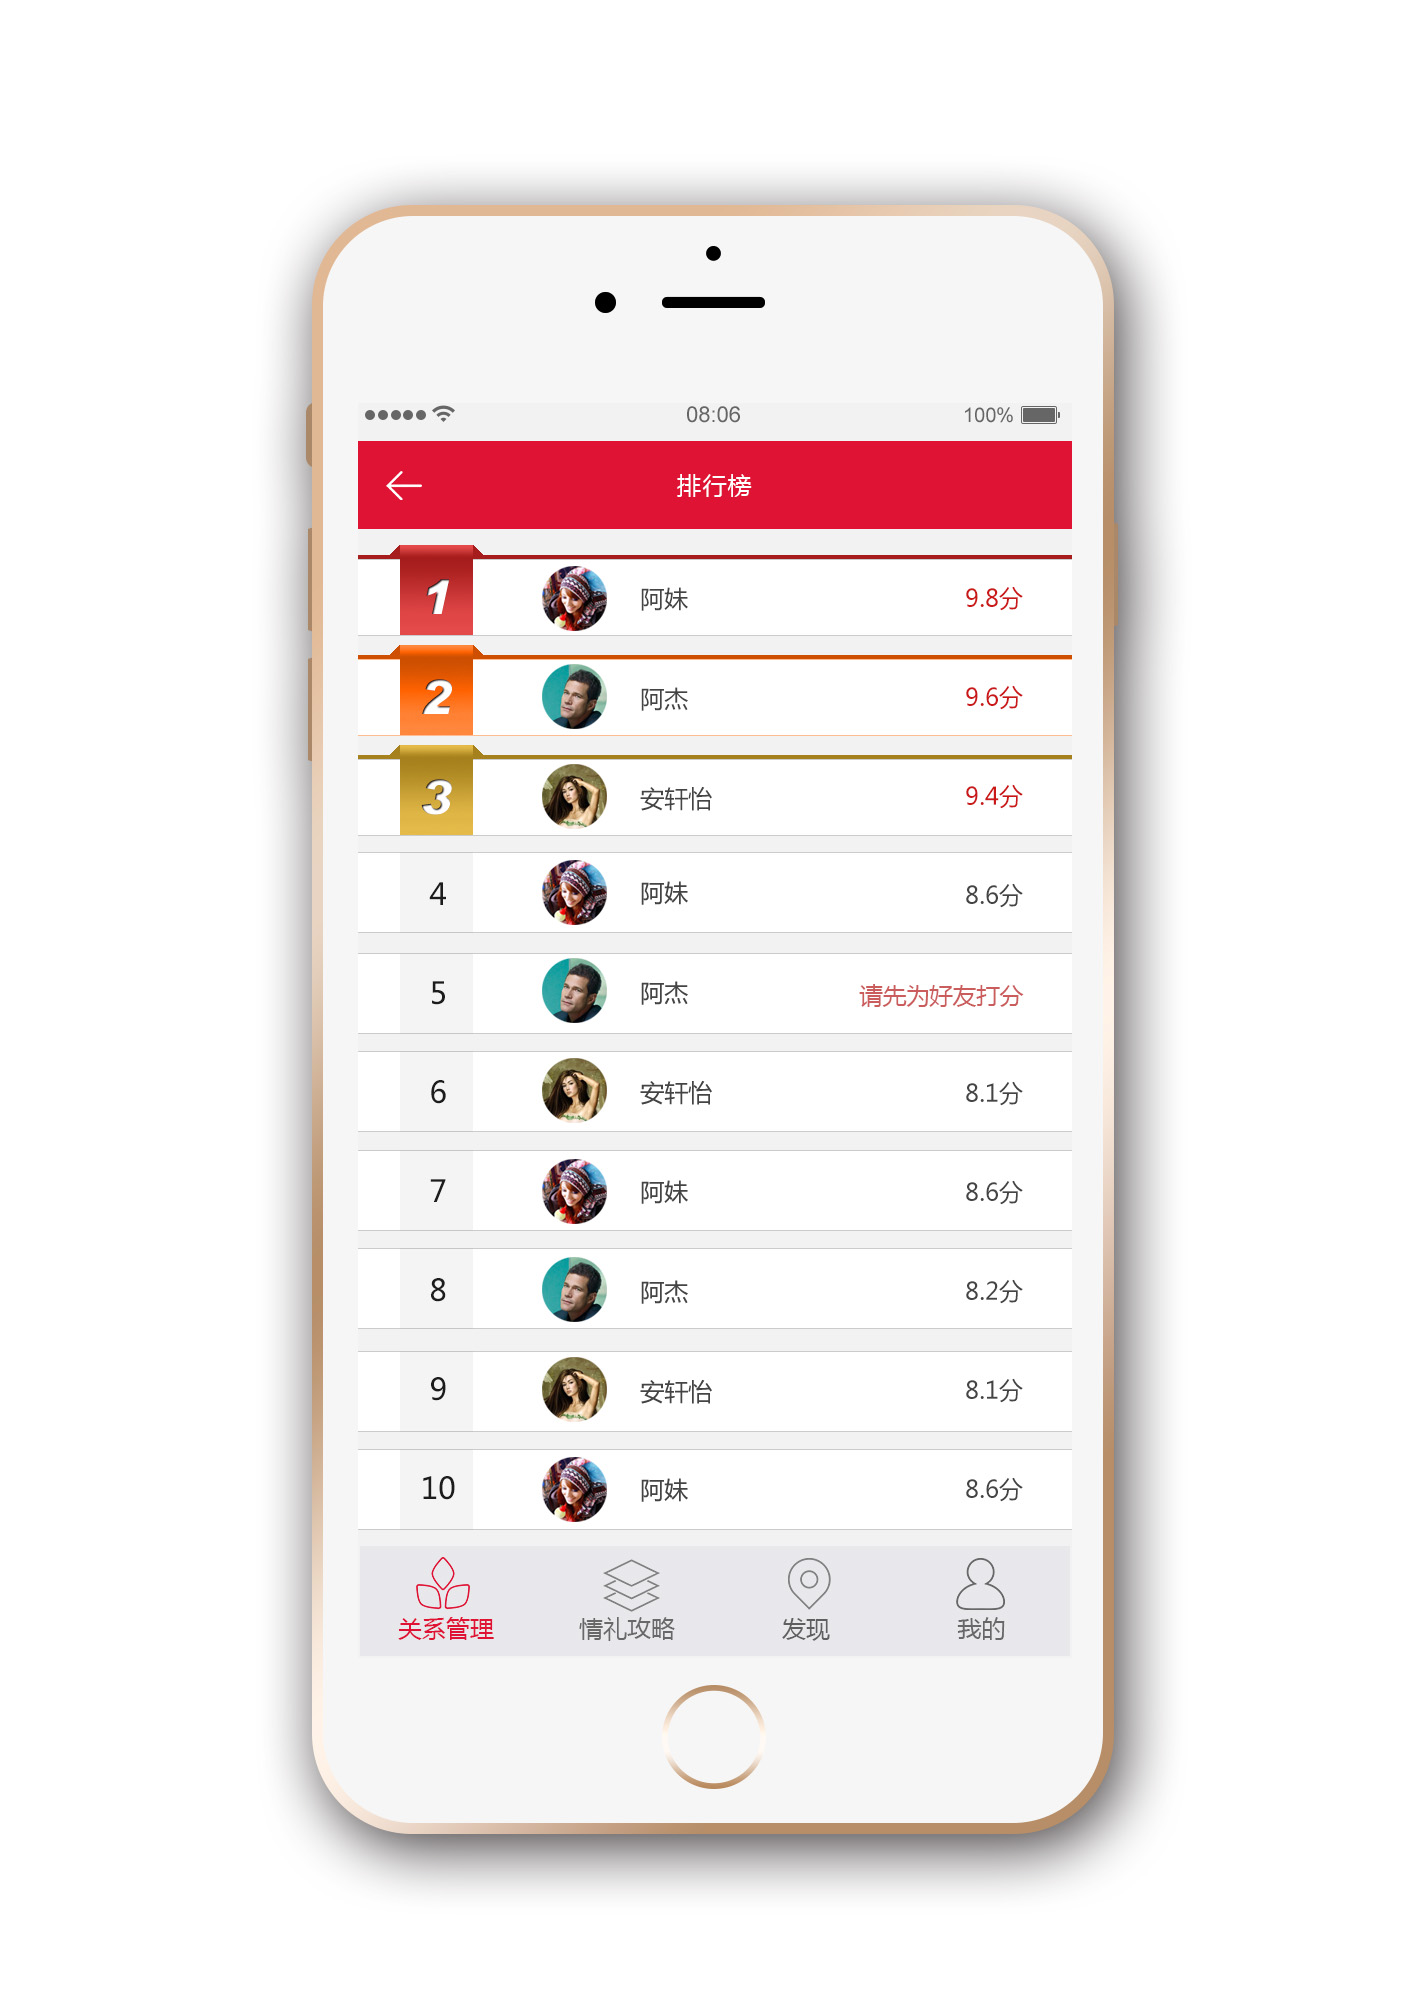 08:06 100%
排行榜
1 阿妹 9.8分
2 阿杰 9.6分
3 安轩怡 9.4分
4 阿妹 8.6分
5 阿杰 请先为好友打分
6 安轩怡 8.1分
7 阿妹 8.6分
8 阿杰 8.2分
9 安轩怡 8.1分
10 阿妹 8.6分
关系管理 情礼攻略 发现 我的